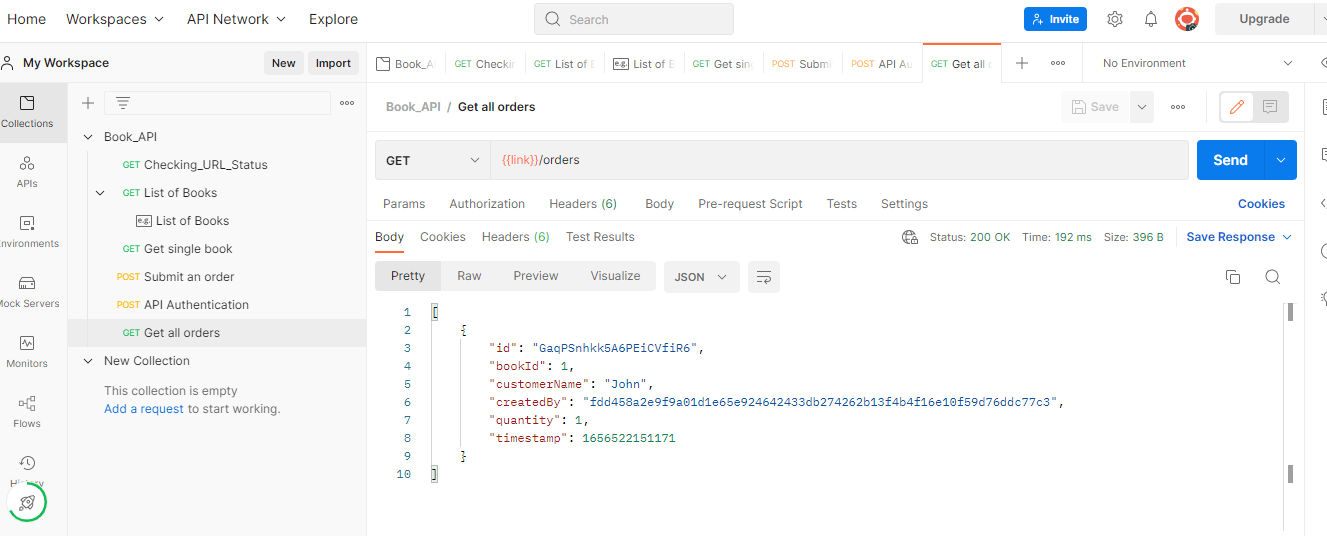 Home Workspaces API Network Explore Search Invite Upgrade
My Workspace New Import
Book_A GET Checkin GET List of B e.g. List of B GET Get sing POST Submi POST API Au GET Get all o No Environment
Book_API / Get all orders Save
Collections
APIs
Environments
Mock Servers
Monitors
Flows
History
Book_API
GET Checking_URL_Status
GET List of Books
e.g. List of Books
GET Get single book
POST Submit an order
POST API Authentication
GET Get all orders
New Collection
This collection is empty
Add a request to start working.
GET {{link}}/orders Send
Params Authorization Headers (6) Body Pre-request Script Tests Settings Cookies
Body Cookies Headers (6) Test Results Status: 200 OK Time: 192 ms Size: 396 B Save Response
Pretty Raw Preview Visualize JSON
1 [
2 {
3 "id": "GaqPSnhkk5A6PEiCVfiR6",
4 "bookId": 1,
5 "customerName": "John",
6 "createdBy": "fdd458a2e9f9a01d1e65e924642433db274262b13f4b4f16e10f59d76ddc77c3",
7 "quantity": 1,
8 "timestamp": 1656522151171
9 }
10 ]